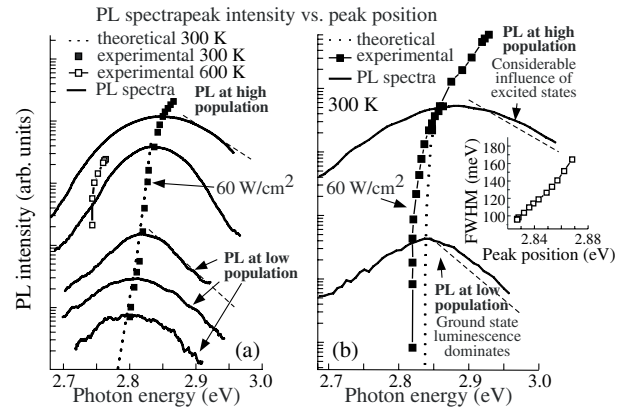 PL spectrapeak intensity vs. peak position
theoretical 300 K
experimental 300 K
experimental 600 K
PL spectra
PL at high
population
60 W/cm2
PL at low
population
(a)
PL intensity (arb. units)
2.7 2.8 2.9 3.0
Photon energy (eV)
theoretical
experimental
PL spectra
300 K
PL at high
population
Considerable
influence of
excited states
60 W/cm2
FWHM (meV)
180
160
140
120
100
2.84 2.88
Peak position (eV)
PL at low
population
Ground state
luminescence
dominates
(b)
2.7 2.8 2.9 3.0
Photon energy (eV)